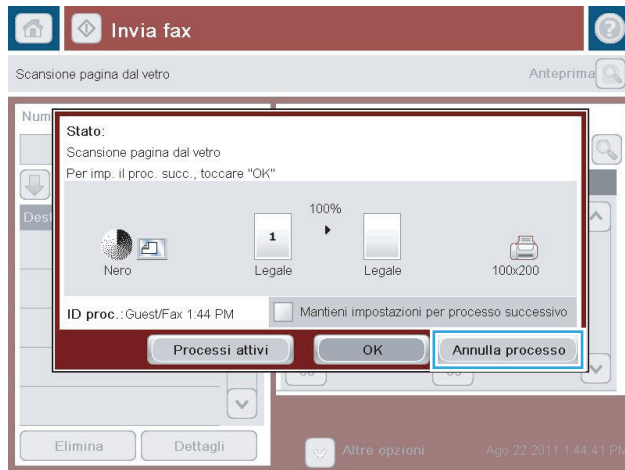 Invia fax
Scansione pagina dal vetro
Anteprima
Num
Stato:
Scansione pagina dal vetro
Per imp. il proc. succ., toccare "OK"
Dest
100%
1
Nero
Legale
Legale
100x200
ID proc.:Guest/Fax 1:44 PM
Mantieni impostazioni per processo successivo
Processi attivi
OK
Annulla processo
Elimina
Dettagli
Altre opzioni
Ago 22 2011 1:44:41 PM